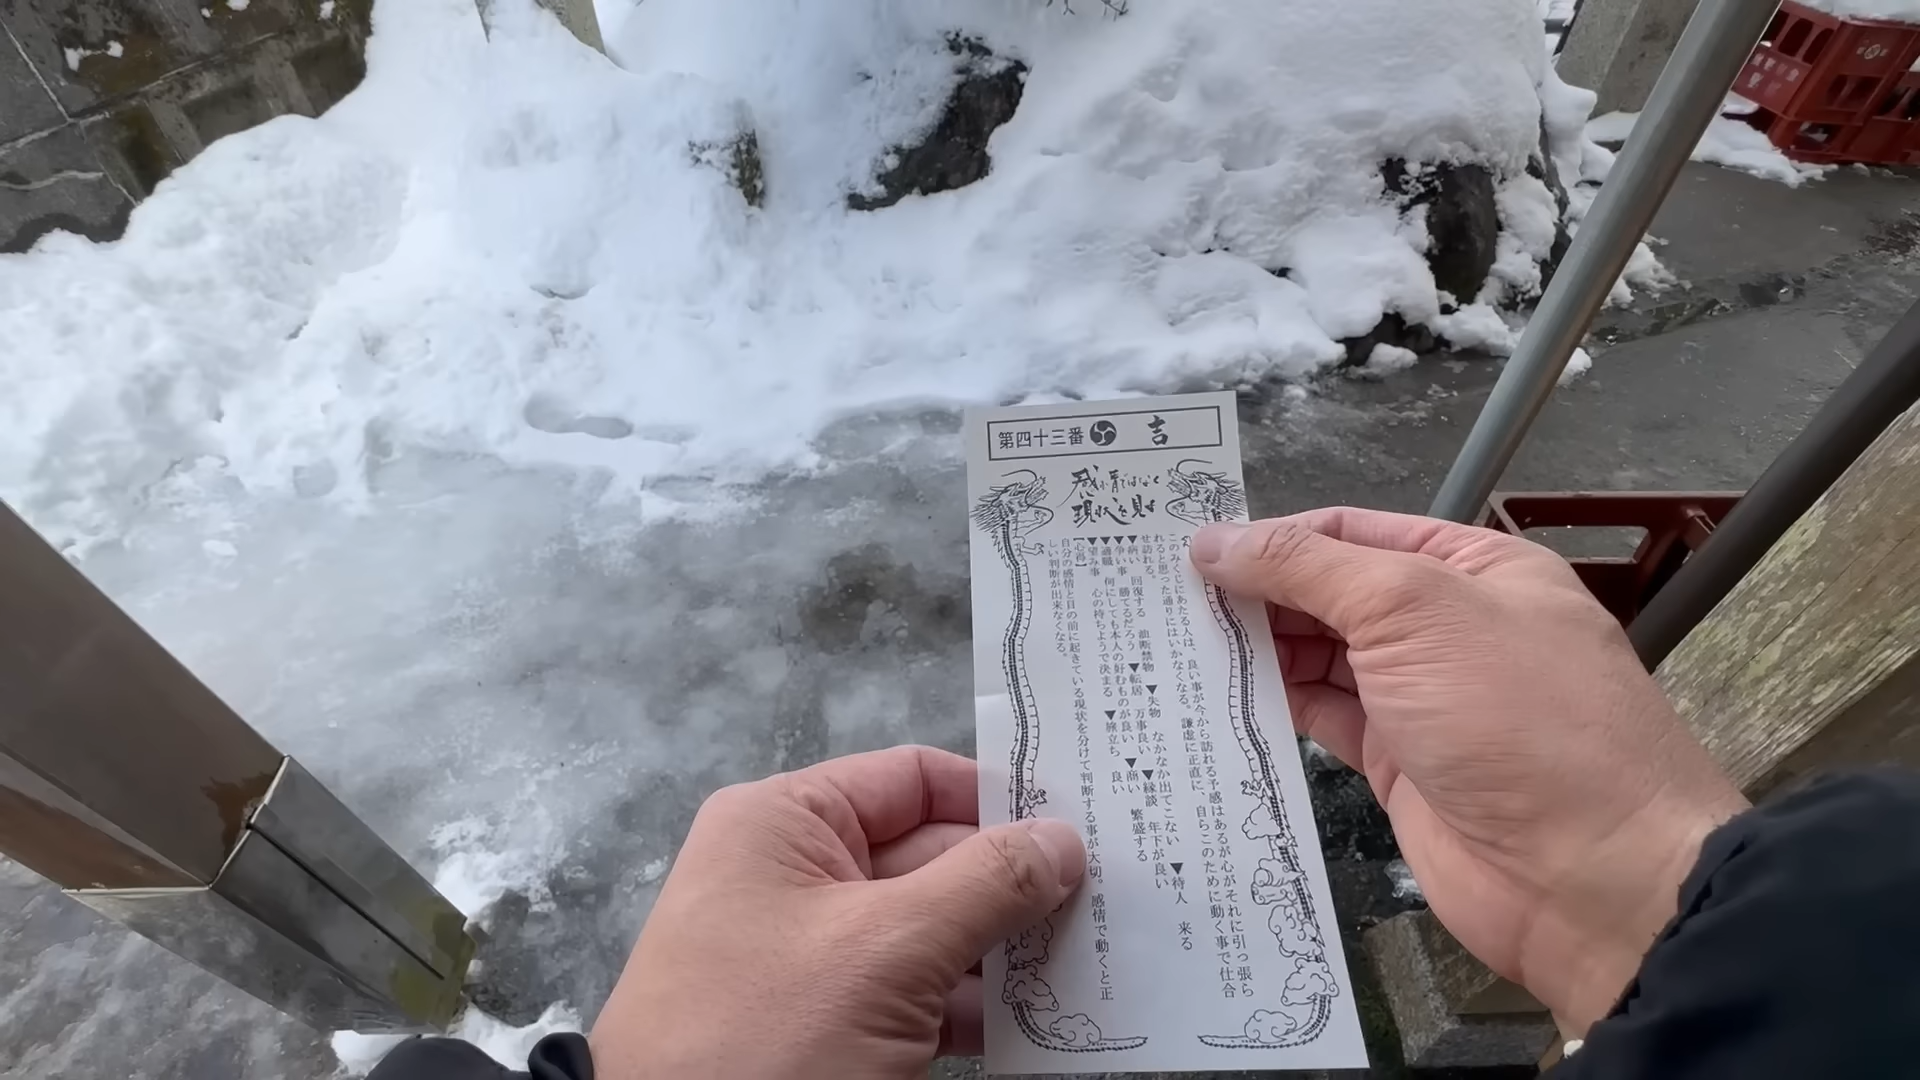 第四十三番 吉
感情ではなく
現状を見よ
このみくじにあたる人は、良い事が今から訪れる予感はあるが心がそれに引っ張ら
れると思った通りにはいかなくなる。謙虚に正直に、自らこのために動く事で仕合
せ訪れる。
▼失物 なかなか出てこない ▼待人 来る
▼病い 回復する 油断禁物 ▼縁談 年下が良い
▼争い事 勝てるだろう ▼転居 万事良い ▼商い 繁盛する
▼適職 何にしても本人の好むものが良い
▼望み事 心の持ちようで決まる ▼旅立ち 良い
【心得】
自分の感情と目の前に起きている現状を分けて判断する事が大切。感情で動くと正
しい判断が出来なくなる。